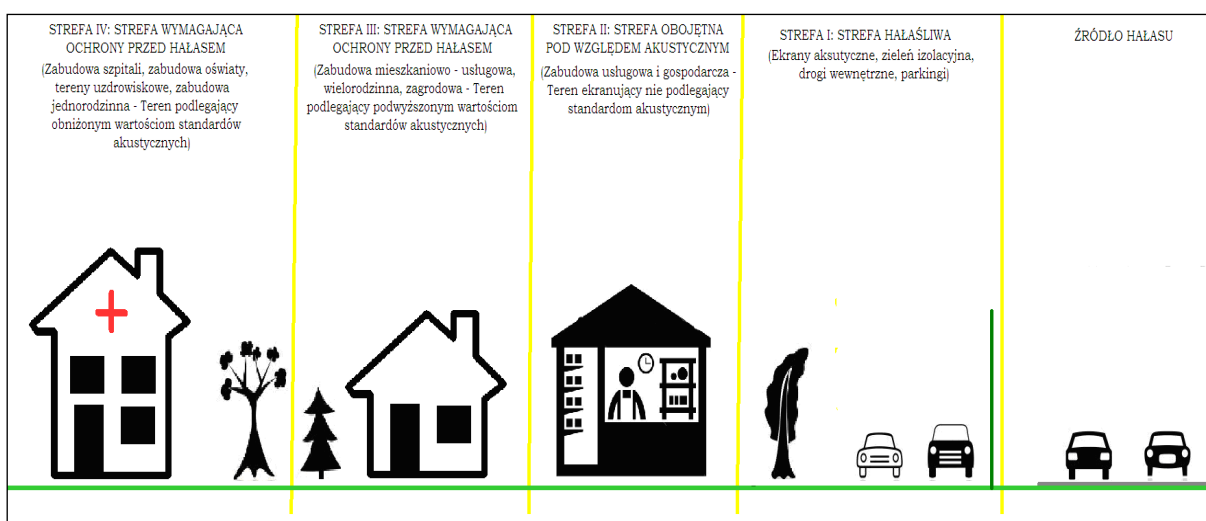 STREFA IV: STREFA WYMAGAJĄCA
OCHRONY PRZED HAŁASEM
(Zabudowa szpitali, zabudowa oświaty,
tereny uzdrowiskowe, zabudowa
jednorodzinna - Teren podlegający
obniżonym wartościom standardów
akustycznych)
STREFA III: STREFA WYMAGAJĄCA
OCHRONY PRZED HAŁASEM
(Zabudowa mieszkaniowo - usługowa,
wielorodzinna, zagrodowa - Teren
podlegający podwyższonym wartościom
standardów akustycznych)
STREFA II: STREFA OBOJĘTNA
POD WZGLĘDEM AKUSTYCZNYM
(Zabudowa usługowa i gospodarcza -
Teren ekranujący nie podlegający
standardom akustycznym)
STREFA I: STREFA HAŁAŚLIWA
(Ekrany aksutyczne, zieleń izolacyjna,
drogi wewnętrzne, parkingi)
ŹRÓDŁO HAŁASU